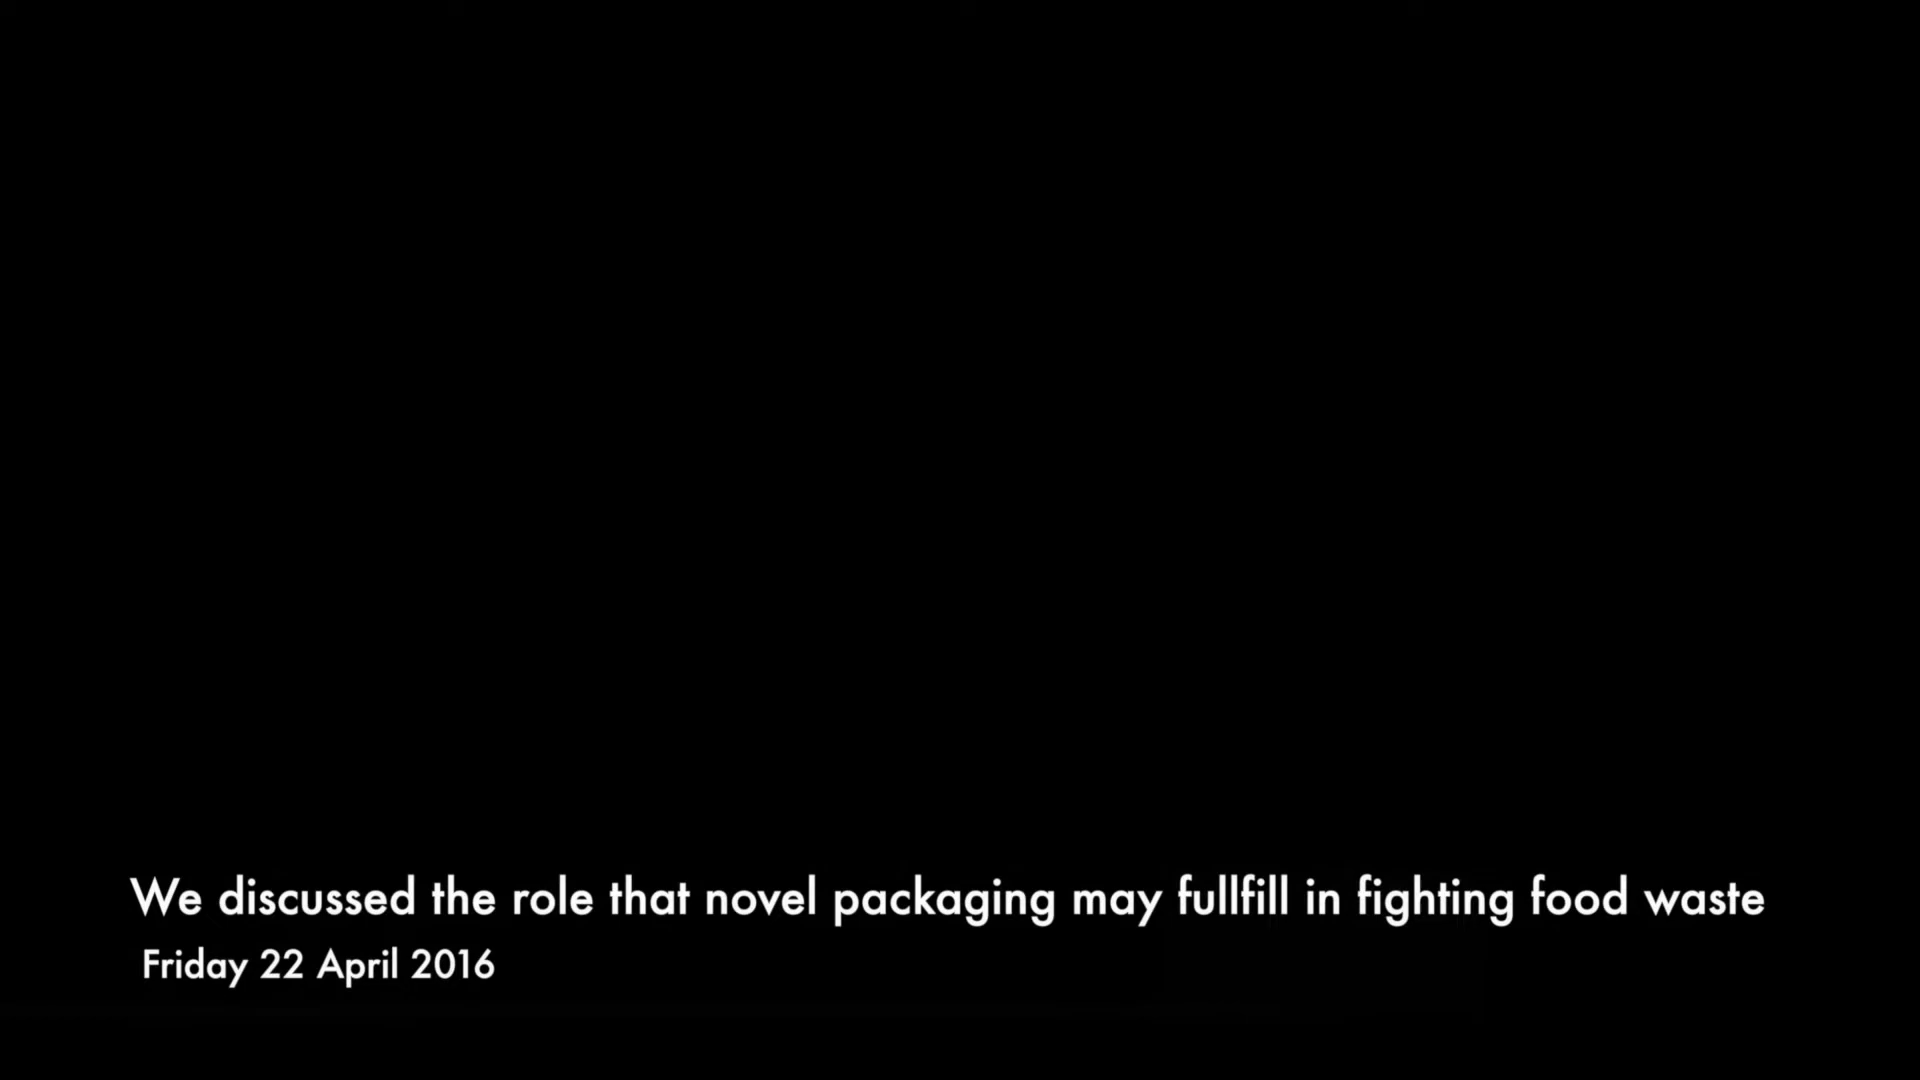 We discussed the role that novel packaging may fullfill in fighting food waste
Friday 22 April 2016